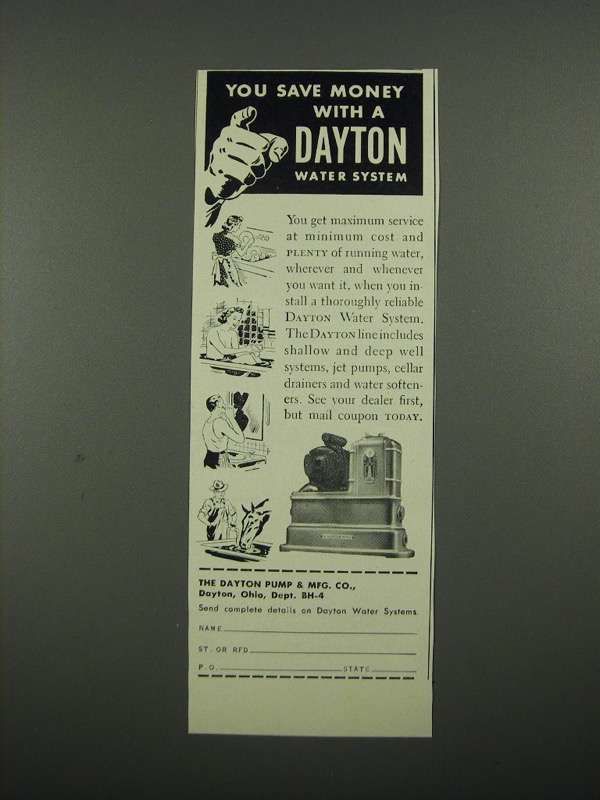 YOU SAVE MONEY
WITH A
DAYTON
WATER SYSTEM
You get maximum service
at minimum cost and
PLENTY of running water,
wherever and whenever
you want it, when you in-
stall a thoroughly reliable
DAYTON Water System.
The DAYTON line includes
shallow and deep well
systems, jet pumps, cellar
drainers and water soften-
ers. See your dealer first,
but mail coupon TODAY.
THE DAYTON PUMP & MFG. CO.,
Dayton, Ohio, Dept. BH-4
Send complete details on Dayton Water Systems.
NAME
ST. OR RFD
P.O. STATE